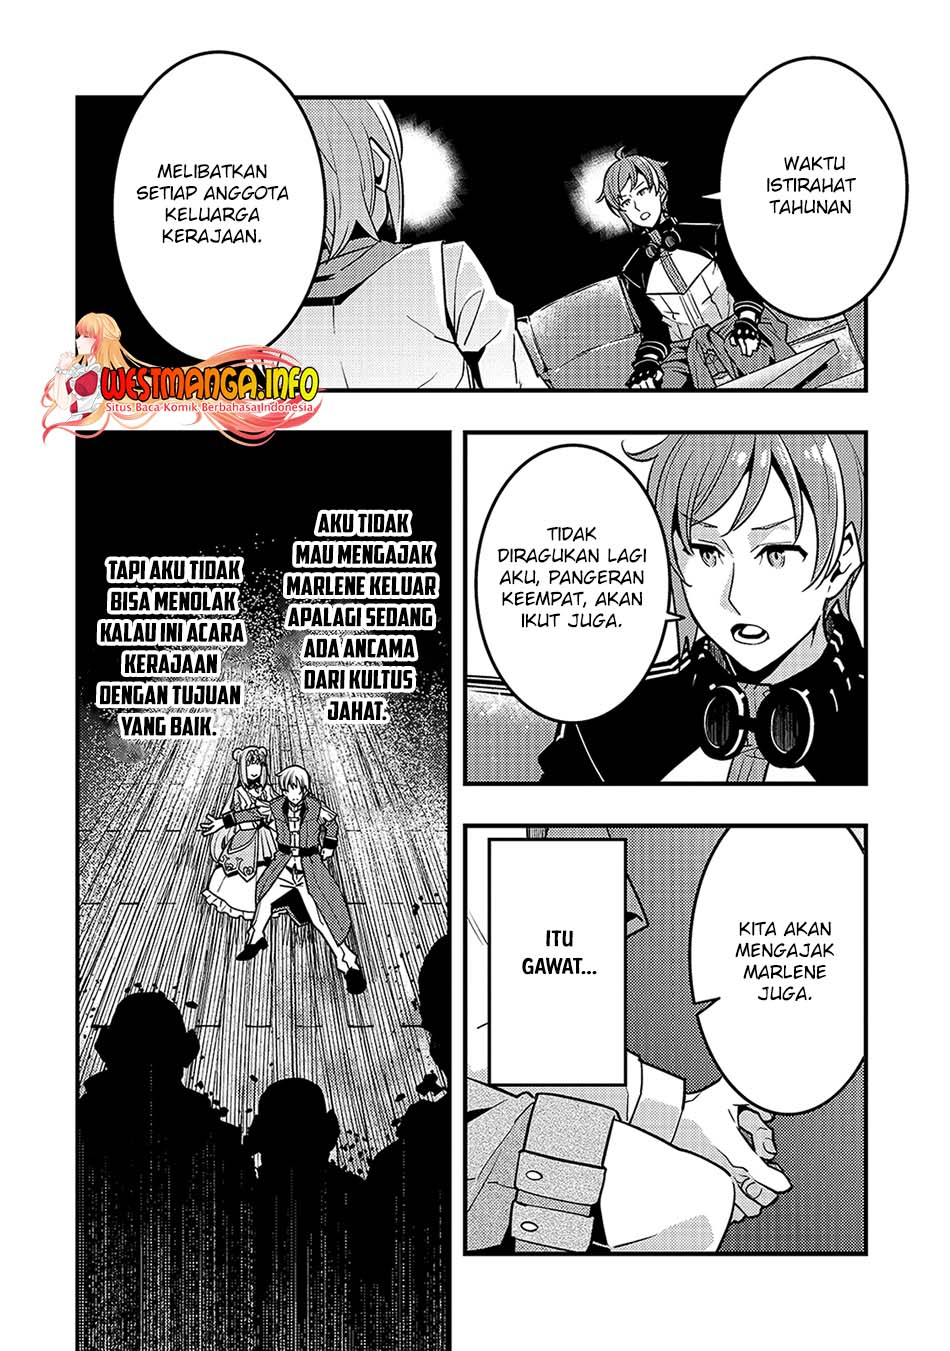 WAKTU
ISTIRAHAT
TAHUNAN
MELIBATKAN
SETIAP ANGGOTA
KELUARGA
KERAJAAN.
WESTMANGA.INFO
Situs Baca Komik Berbahasa Indonesia
TIDAK
DIRAGUKAN LAGI
AKU, PANGERAN
KEEMPAT, AKAN
IKUT JUGA.
KITA AKAN
MENGAJAK
MARLENE
JUGA.
ITU
GAWAT...
AKU TIDAK
MAU MENGAJAK
MARLENE KELUAR
APALAGI SEDANG
ADA ANCAMA
DARI KULTUS
JAHAT.
TAPI AKU TIDAK
BISA MENOLAK
KALAU INI ACARA
KERAJAAN
DENGAN TUJUAN
YANG BAIK.